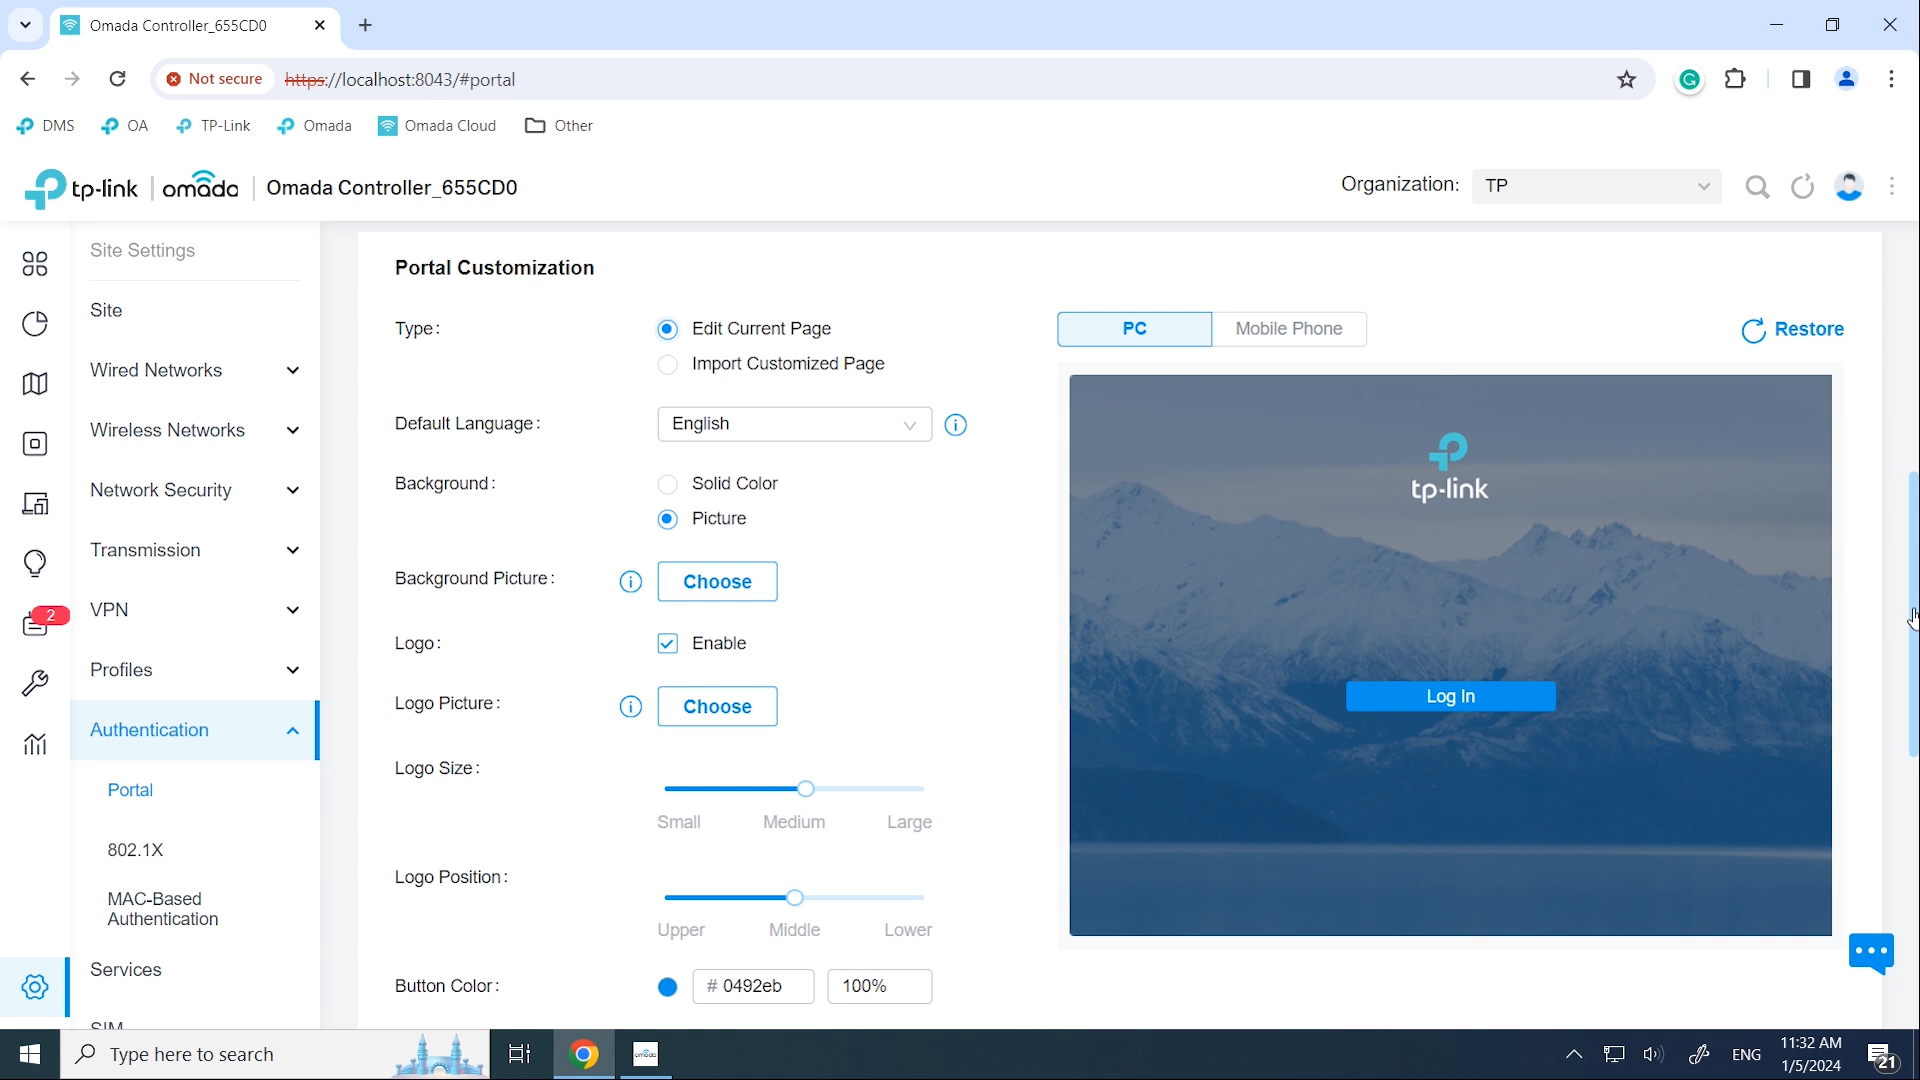 Omada Controller_655CD0
Not secure
https://localhost:8043/#portal
DMS
OA
TP-Link
Omada
Omada Cloud
Other
tp-link
omada
Omada Controller_655CD0
Organization:
TP
Site Settings
Site
Wired Networks
Wireless Networks
Network Security
Transmission
VPN
2
Profiles
Authentication
Portal
802.1X
MAC-Based
Authentication
Services
SIM
Portal Customization
Type:
Edit Current Page
Import Customized Page
Default Language:
English
Background:
Solid Color
Picture
Background Picture:
Choose
Logo:
Enable
Logo Picture:
Choose
Logo Size:
Small
Medium
Large
Logo Position:
Upper
Middle
Lower
Button Color:
# 0492eb
100%
PC
Mobile Phone
Restore
tp-link
Log In
Type here to search
omada
ENG
11:32 AM
1/5/2024
21